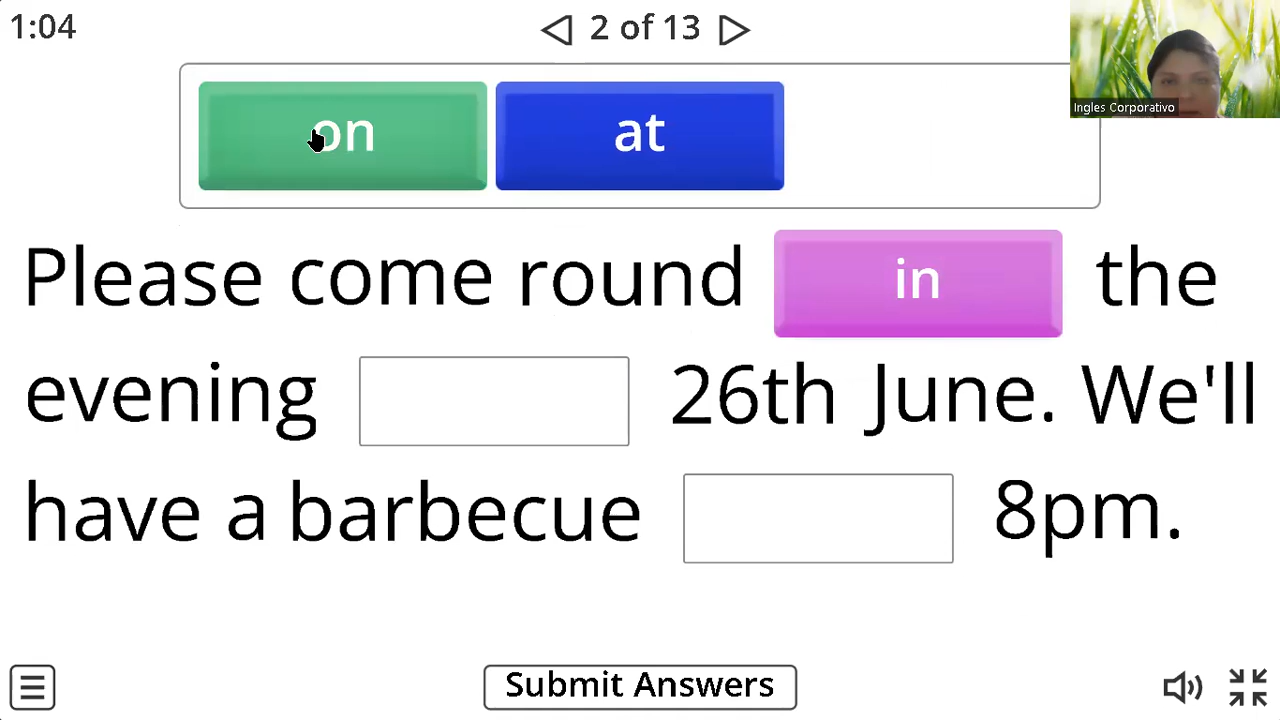 1:04
2 of 13
Ingles Corporativo
on at
Please come round in the
evening 26th June. We'll
have a barbecue 8pm.
Submit Answers